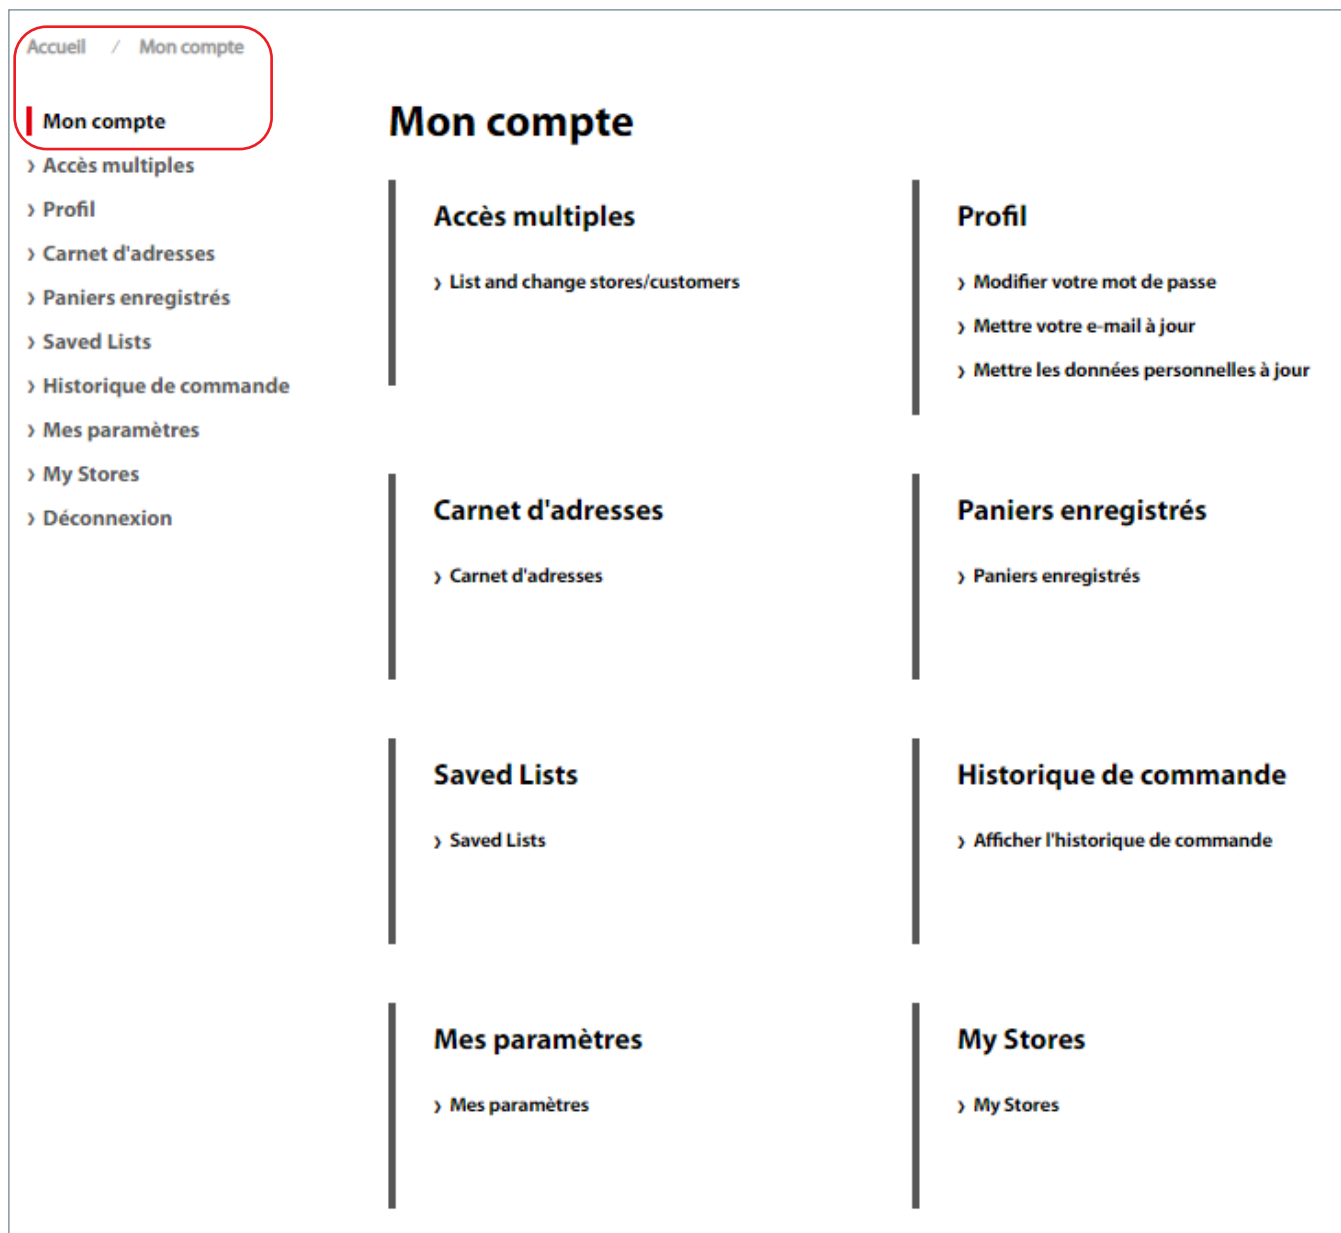 Accueil / Mon compte
Mon compte
› Accès multiples
› Profil
› Carnet d'adresses
› Paniers enregistrés
› Saved Lists
› Historique de commande
› Mes paramètres
› My Stores
› Déconnexion
Mon compte
Accès multiples
› List and change stores/customers
Profil
› Modifier votre mot de passe
› Mettre votre e-mail à jour
› Mettre les données personnelles à jour
Carnet d'adresses
› Carnet d'adresses
Paniers enregistrés
› Paniers enregistrés
Saved Lists
› Saved Lists
Historique de commande
› Afficher l'historique de commande
Mes paramètres
› Mes paramètres
My Stores
› My Stores